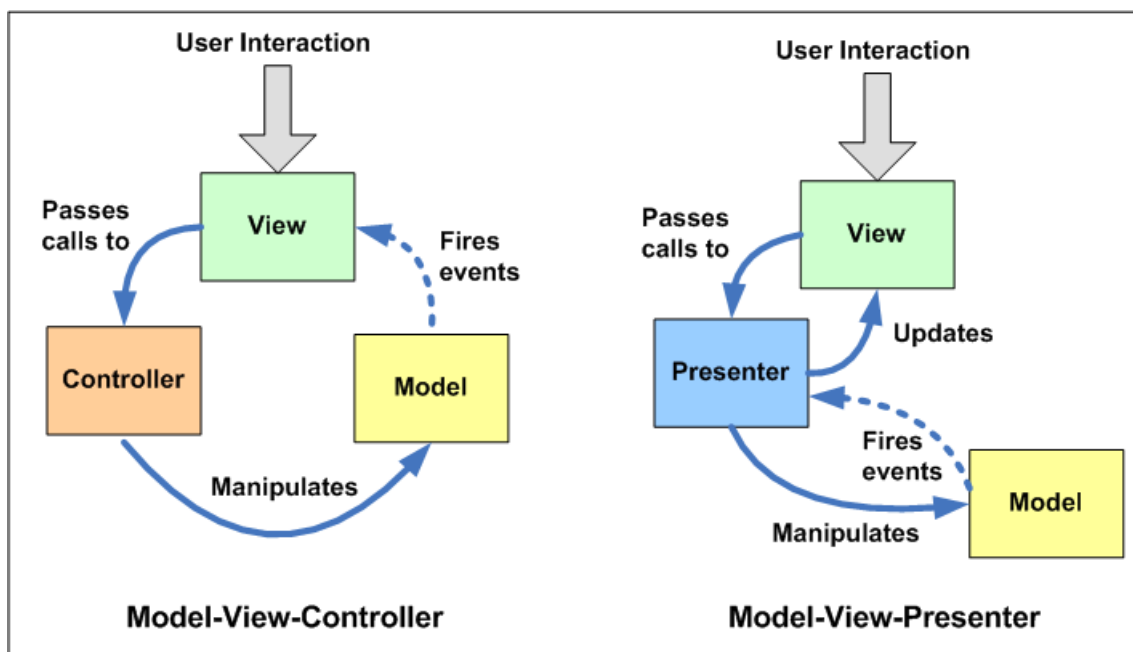 User Interaction
Passes
calls to
View
Fires
events
Controller
Model
Manipulates
Model-View-Controller
User Interaction
Passes
calls to
View
Updates
Presenter
Fires
events
Model
Manipulates
Model-View-Presenter